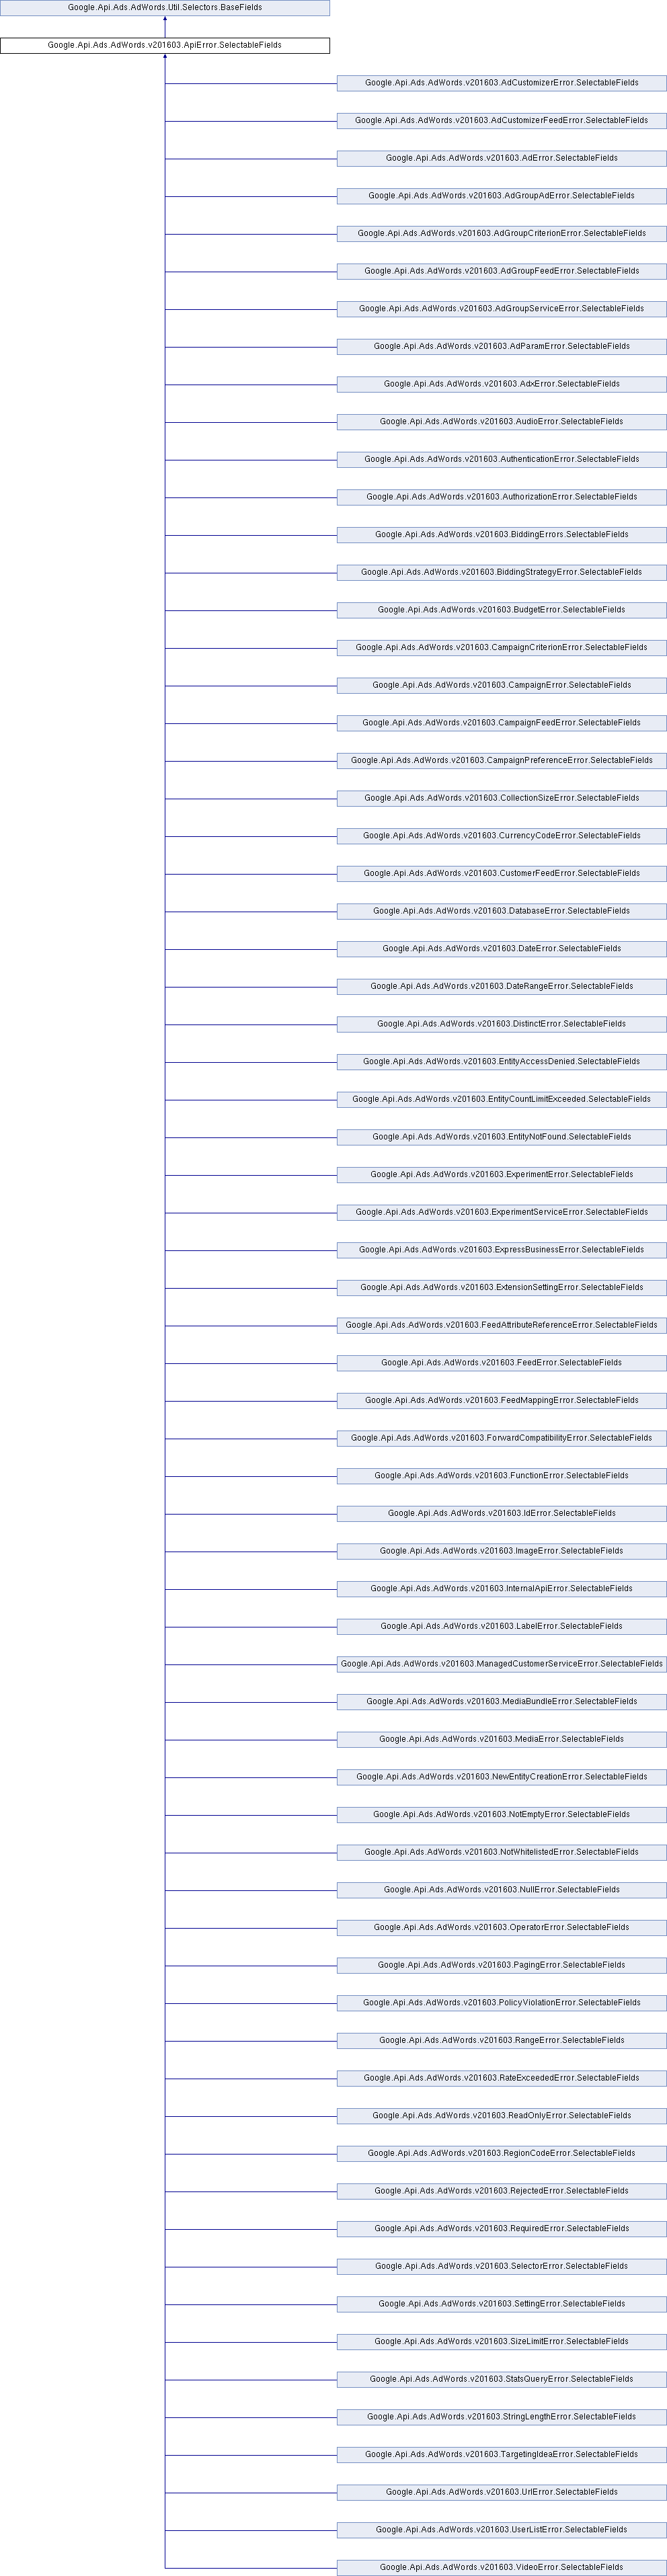 Google.Api.Ads.AdWords.Util.Selectors.BaseFields
Google.Api.Ads.AdWords.v201603.ApiError.SelectableFields
Google.Api.Ads.AdWords.v201603.AdCustomizerError.SelectableFields
Google.Api.Ads.AdWords.v201603.AdCustomizerFeedError.SelectableFields
Google.Api.Ads.AdWords.v201603.AdError.SelectableFields
Google.Api.Ads.AdWords.v201603.AdGroupAdError.SelectableFields
Google.Api.Ads.AdWords.v201603.AdGroupCriterionError.SelectableFields
Google.Api.Ads.AdWords.v201603.AdGroupFeedError.SelectableFields
Google.Api.Ads.AdWords.v201603.AdGroupServiceError.SelectableFields
Google.Api.Ads.AdWords.v201603.AdParamError.SelectableFields
Google.Api.Ads.AdWords.v201603.AdxError.SelectableFields
Google.Api.Ads.AdWords.v201603.AudioError.SelectableFields
Google.Api.Ads.AdWords.v201603.AuthenticationError.SelectableFields
Google.Api.Ads.AdWords.v201603.AuthorizationError.SelectableFields
Google.Api.Ads.AdWords.v201603.BiddingErrors.SelectableFields
Google.Api.Ads.AdWords.v201603.BiddingStrategyError.SelectableFields
Google.Api.Ads.AdWords.v201603.BudgetError.SelectableFields
Google.Api.Ads.AdWords.v201603.CampaignCriterionError.SelectableFields
Google.Api.Ads.AdWords.v201603.CampaignError.SelectableFields
Google.Api.Ads.AdWords.v201603.CampaignFeedError.SelectableFields
Google.Api.Ads.AdWords.v201603.CampaignPreferenceError.SelectableFields
Google.Api.Ads.AdWords.v201603.CollectionSizeError.SelectableFields
Google.Api.Ads.AdWords.v201603.CurrencyCodeError.SelectableFields
Google.Api.Ads.AdWords.v201603.CustomerFeedError.SelectableFields
Google.Api.Ads.AdWords.v201603.DatabaseError.SelectableFields
Google.Api.Ads.AdWords.v201603.DateError.SelectableFields
Google.Api.Ads.AdWords.v201603.DateRangeError.SelectableFields
Google.Api.Ads.AdWords.v201603.DistinctError.SelectableFields
Google.Api.Ads.AdWords.v201603.EntityAccessDenied.SelectableFields
Google.Api.Ads.AdWords.v201603.EntityCountLimitExceeded.SelectableFields
Google.Api.Ads.AdWords.v201603.EntityNotFound.SelectableFields
Google.Api.Ads.AdWords.v201603.ExperimentError.SelectableFields
Google.Api.Ads.AdWords.v201603.ExperimentServiceError.SelectableFields
Google.Api.Ads.AdWords.v201603.ExpressBusinessError.SelectableFields
Google.Api.Ads.AdWords.v201603.ExtensionSettingError.SelectableFields
Google.Api.Ads.AdWords.v201603.FeedAttributeReferenceError.SelectableFields
Google.Api.Ads.AdWords.v201603.FeedError.SelectableFields
Google.Api.Ads.AdWords.v201603.FeedMappingError.SelectableFields
Google.Api.Ads.AdWords.v201603.ForwardCompatibilityError.SelectableFields
Google.Api.Ads.AdWords.v201603.FunctionError.SelectableFields
Google.Api.Ads.AdWords.v201603.IdError.SelectableFields
Google.Api.Ads.AdWords.v201603.ImageError.SelectableFields
Google.Api.Ads.AdWords.v201603.InternalApiError.SelectableFields
Google.Api.Ads.AdWords.v201603.LabelError.SelectableFields
Google.Api.Ads.AdWords.v201603.ManagedCustomerServiceError.SelectableFields
Google.Api.Ads.AdWords.v201603.MediaBundleError.SelectableFields
Google.Api.Ads.AdWords.v201603.MediaError.SelectableFields
Google.Api.Ads.AdWords.v201603.NewEntityCreationError.SelectableFields
Google.Api.Ads.AdWords.v201603.NotEmptyError.SelectableFields
Google.Api.Ads.AdWords.v201603.NotWhitelistedError.SelectableFields
Google.Api.Ads.AdWords.v201603.NullError.SelectableFields
Google.Api.Ads.AdWords.v201603.OperatorError.SelectableFields
Google.Api.Ads.AdWords.v201603.PagingError.SelectableFields
Google.Api.Ads.AdWords.v201603.PolicyViolationError.SelectableFields
Google.Api.Ads.AdWords.v201603.RangeError.SelectableFields
Google.Api.Ads.AdWords.v201603.RateExceededError.SelectableFields
Google.Api.Ads.AdWords.v201603.ReadOnlyError.SelectableFields
Google.Api.Ads.AdWords.v201603.RegionCodeError.SelectableFields
Google.Api.Ads.AdWords.v201603.RejectedError.SelectableFields
Google.Api.Ads.AdWords.v201603.RequiredError.SelectableFields
Google.Api.Ads.AdWords.v201603.SelectorError.SelectableFields
Google.Api.Ads.AdWords.v201603.SettingError.SelectableFields
Google.Api.Ads.AdWords.v201603.SizeLimitError.SelectableFields
Google.Api.Ads.AdWords.v201603.StatsQueryError.SelectableFields
Google.Api.Ads.AdWords.v201603.StringLengthError.SelectableFields
Google.Api.Ads.AdWords.v201603.TargetingIdeaError.SelectableFields
Google.Api.Ads.AdWords.v201603.UrlError.SelectableFields
Google.Api.Ads.AdWords.v201603.UserListError.SelectableFields
Google.Api.Ads.AdWords.v201603.VideoError.SelectableFields